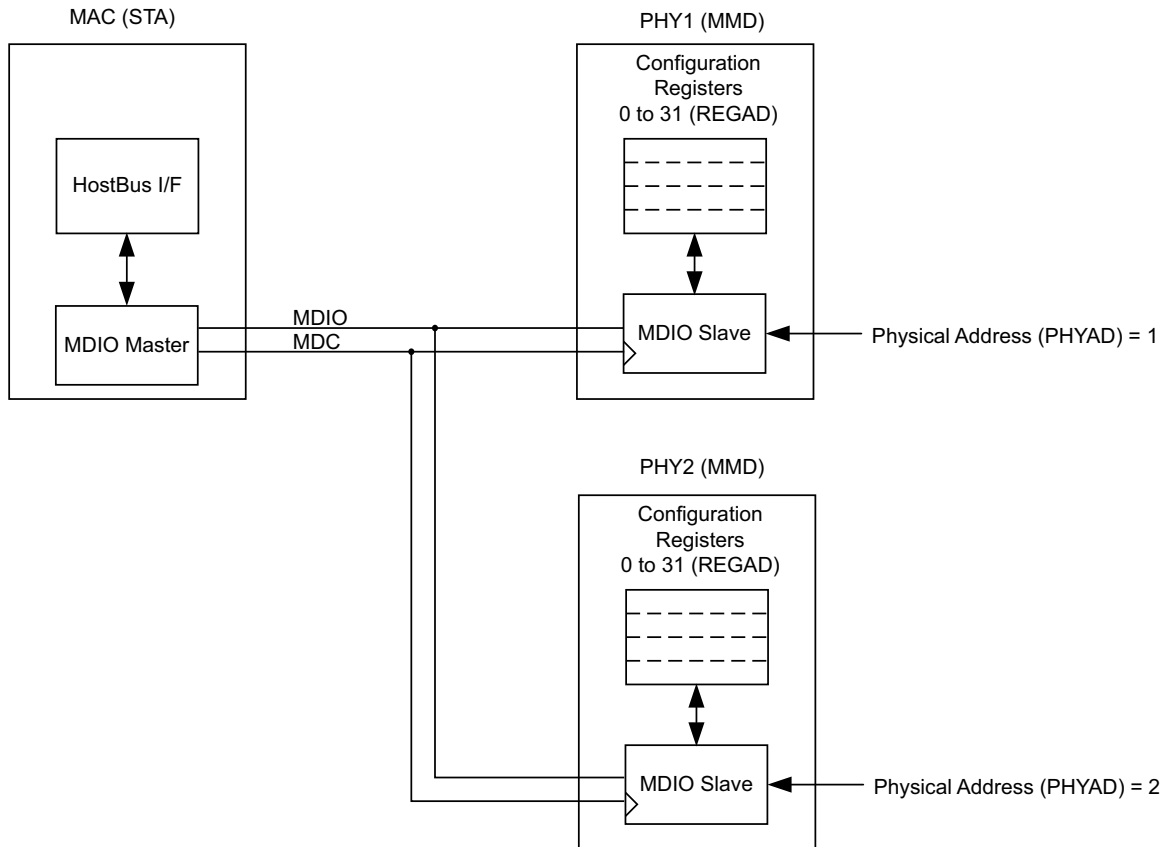 MAC (STA)
HostBus I/F
MDIO Master
MDIO
MDC
PHY1 (MMD)
Configuration
Registers
0 to 31 (REGAD)
MDIO Slave
Physical Address (PHYAD) = 1
PHY2 (MMD)
Configuration
Registers
0 to 31 (REGAD)
MDIO Slave
Physical Address (PHYAD) = 2